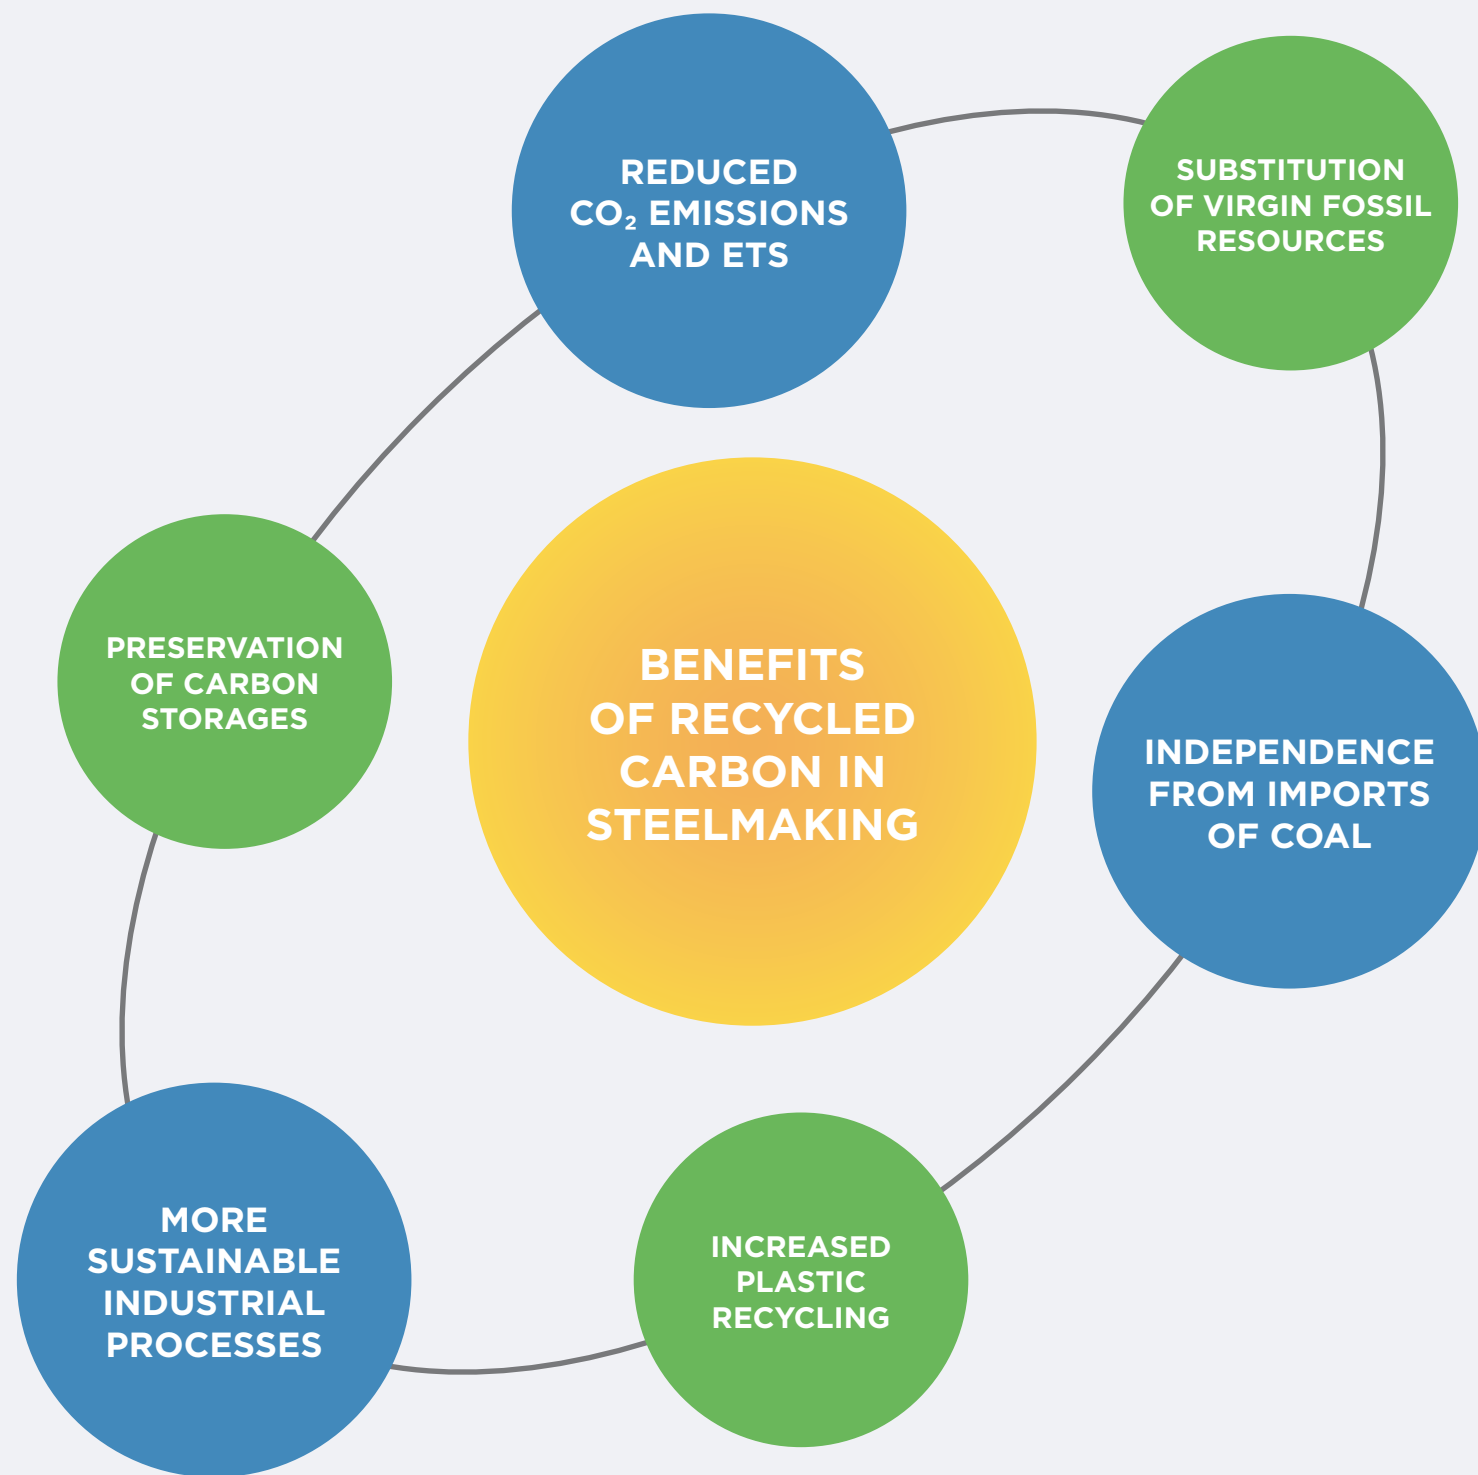 REDUCED
CO₂ EMISSIONS
AND ETS
SUBSTITUTION
OF VIRGIN FOSSIL
RESOURCES
PRESERVATION
OF CARBON
STORAGES
BENEFITS
OF RECYCLED
CARBON IN
STEELMAKING
INDEPENDENCE
FROM IMPORTS
OF COAL
MORE
SUSTAINABLE
INDUSTRIAL
PROCESSES
INCREASED
PLASTIC
RECYCLING